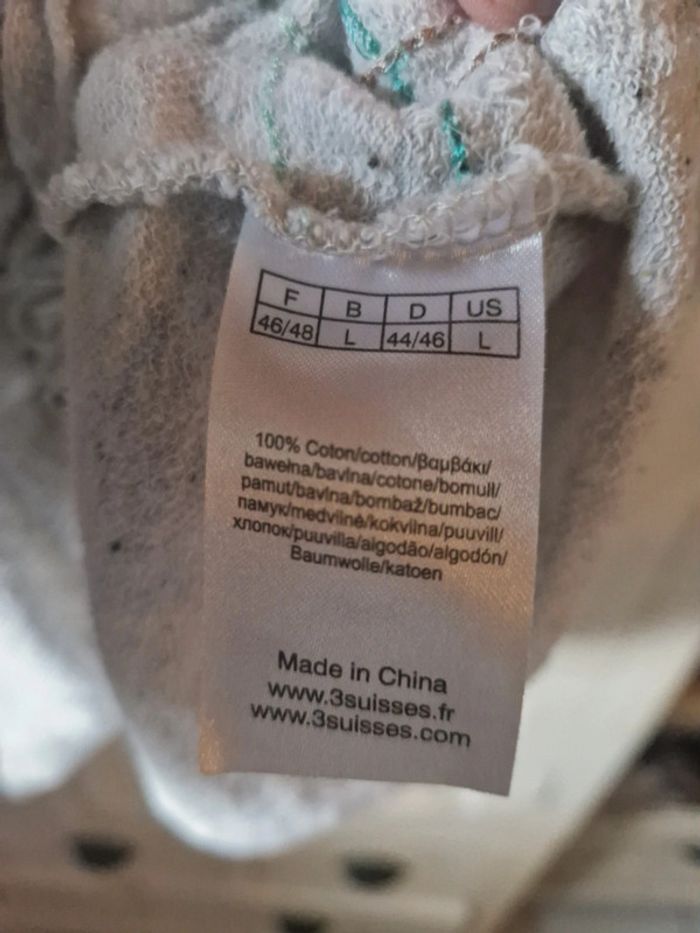 F B D US
46/48 L 44/46 L
100% Coton/cotton/βαμβάκι/
bawełna/bavlna/cotone/bomull/
pamut/bavlna/bombaž/bumbac/
памук/medvilnė/kokvilna/puuvill/
хлопок/puuvilla/algodão/algodón/
Baumwolle/katoen
Made in China
www.3suisses.fr
www.3suisses.com